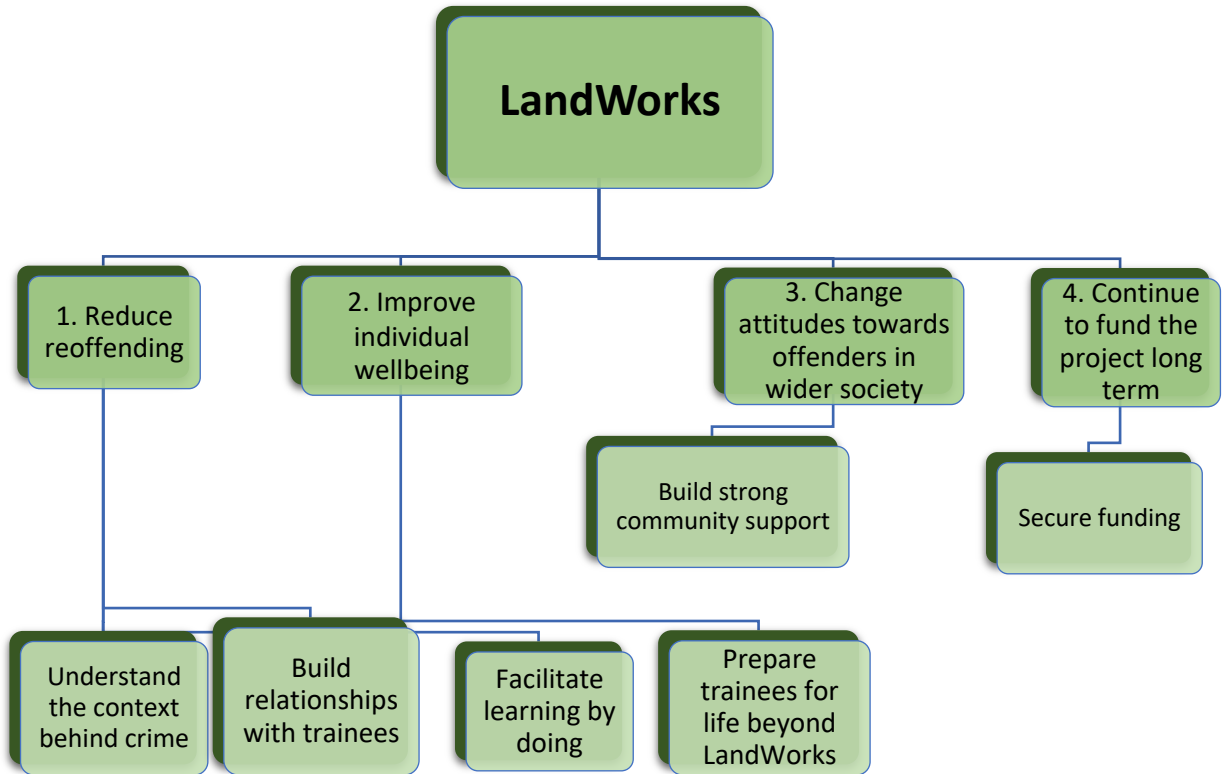 LandWorks
1. Reduce
reoffending
2. Improve
individual
wellbeing
3. Change
attitudes towards
offenders in
wider society
4. Continue
to fund the
project long
term
Build strong
community support
Secure funding
Understand
the context
behind crime
Build
relationships
with trainees
Facilitate
learning by
doing
Prepare
trainees for
life beyond
LandWorks